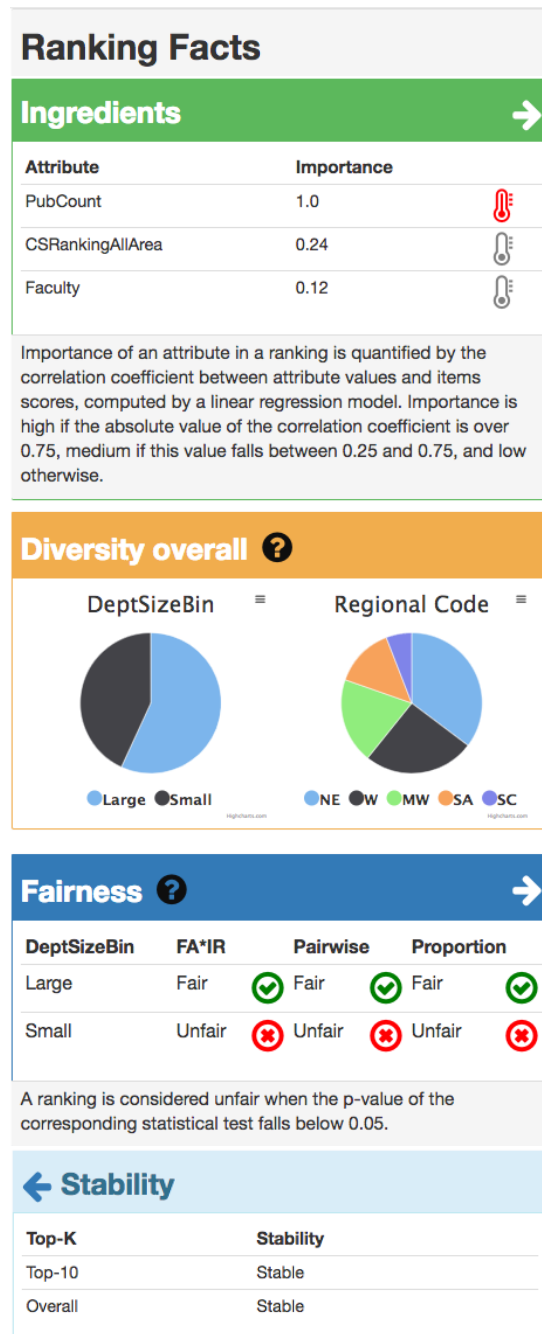 Ranking Facts
Ingredients
Attribute Importance
PubCount 1.0
CSRankingAllArea 0.24
Faculty 0.12
Importance of an attribute in a ranking is quantified by the
correlation coefficient between attribute values and items
scores, computed by a linear regression model. Importance is
high if the absolute value of the correlation coefficient is over
0.75, medium if this value falls between 0.25 and 0.75, and low
otherwise.
Diversity overall ?
DeptSizeBin Regional Code
Large Small NE W MW SA SC
Highcharts.com Highcharts.com
Fairness ?
DeptSizeBin FA*IR Pairwise Proportion
Large Fair Fair Fair
Small Unfair Unfair Unfair
A ranking is considered unfair when the p-value of the
corresponding statistical test falls below 0.05.
Stability
Top-K Stability
Top-10 Stable
Overall Stable